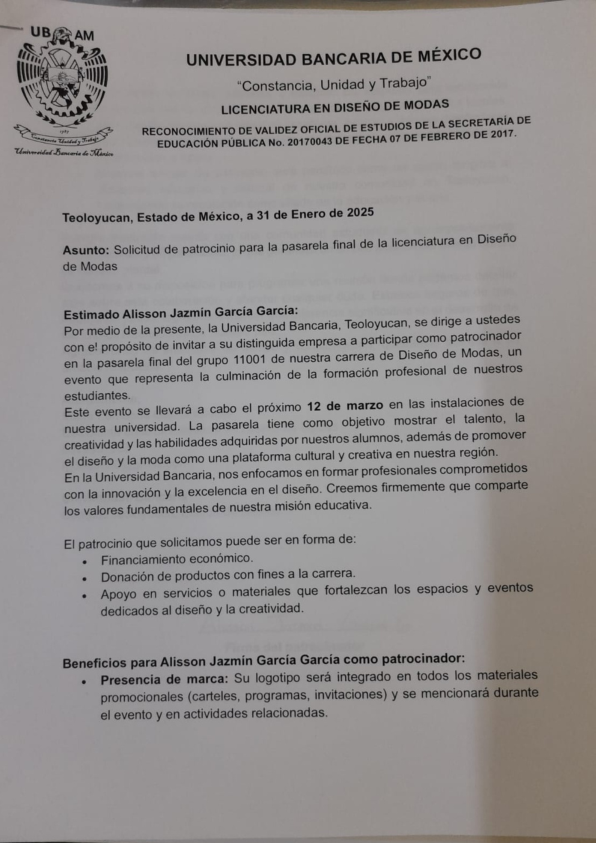 UB AM
Constancia Unidad y Trabajo
Universidad Bancaria de México
UNIVERSIDAD BANCARIA DE MÉXICO
“Constancia, Unidad y Trabajo”
LICENCIATURA EN DISEÑO DE MODAS
RECONOCIMIENTO DE VALIDEZ OFICIAL DE ESTUDIOS DE LA SECRETARÍA DE
EDUCACIÓN PÚBLICA No. 20170043 DE FECHA 07 DE FEBRERO DE 2017.
Teoloyucan, Estado de México, a 31 de Enero de 2025
Asunto: Solicitud de patrocinio para la pasarela final de la licenciatura en Diseño
de Modas
Estimado Alisson Jazmín García García:
Por medio de la presente, la Universidad Bancaria, Teoloyucan, se dirige a ustedes
con el propósito de invitar a su distinguida empresa a participar como patrocinador
en la pasarela final del grupo 11001 de nuestra carrera de Diseño de Modas, un
evento que representa la culminación de la formación profesional de nuestros
estudiantes.
Este evento se llevará a cabo el próximo 12 de marzo en las instalaciones de
nuestra universidad. La pasarela tiene como objetivo mostrar el talento, la
creatividad y las habilidades adquiridas por nuestros alumnos, además de promover
el diseño y la moda como una plataforma cultural y creativa en nuestra región.
En la Universidad Bancaria, nos enfocamos en formar profesionales comprometidos
con la innovación y la excelencia en el diseño. Creemos firmemente que comparte
los valores fundamentales de nuestra misión educativa.
El patrocinio que solicitamos puede ser en forma de:
• Financiamiento económico.
• Donación de productos con fines a la carrera.
• Apoyo en servicios o materiales que fortalezcan los espacios y eventos
dedicados al diseño y la creatividad.
Beneficios para Alisson Jazmín García García como patrocinador:
• Presencia de marca: Su logotipo será integrado en todos los materiales
promocionales (carteles, programas, invitaciones) y se mencionará durante
el evento y en actividades relacionadas.